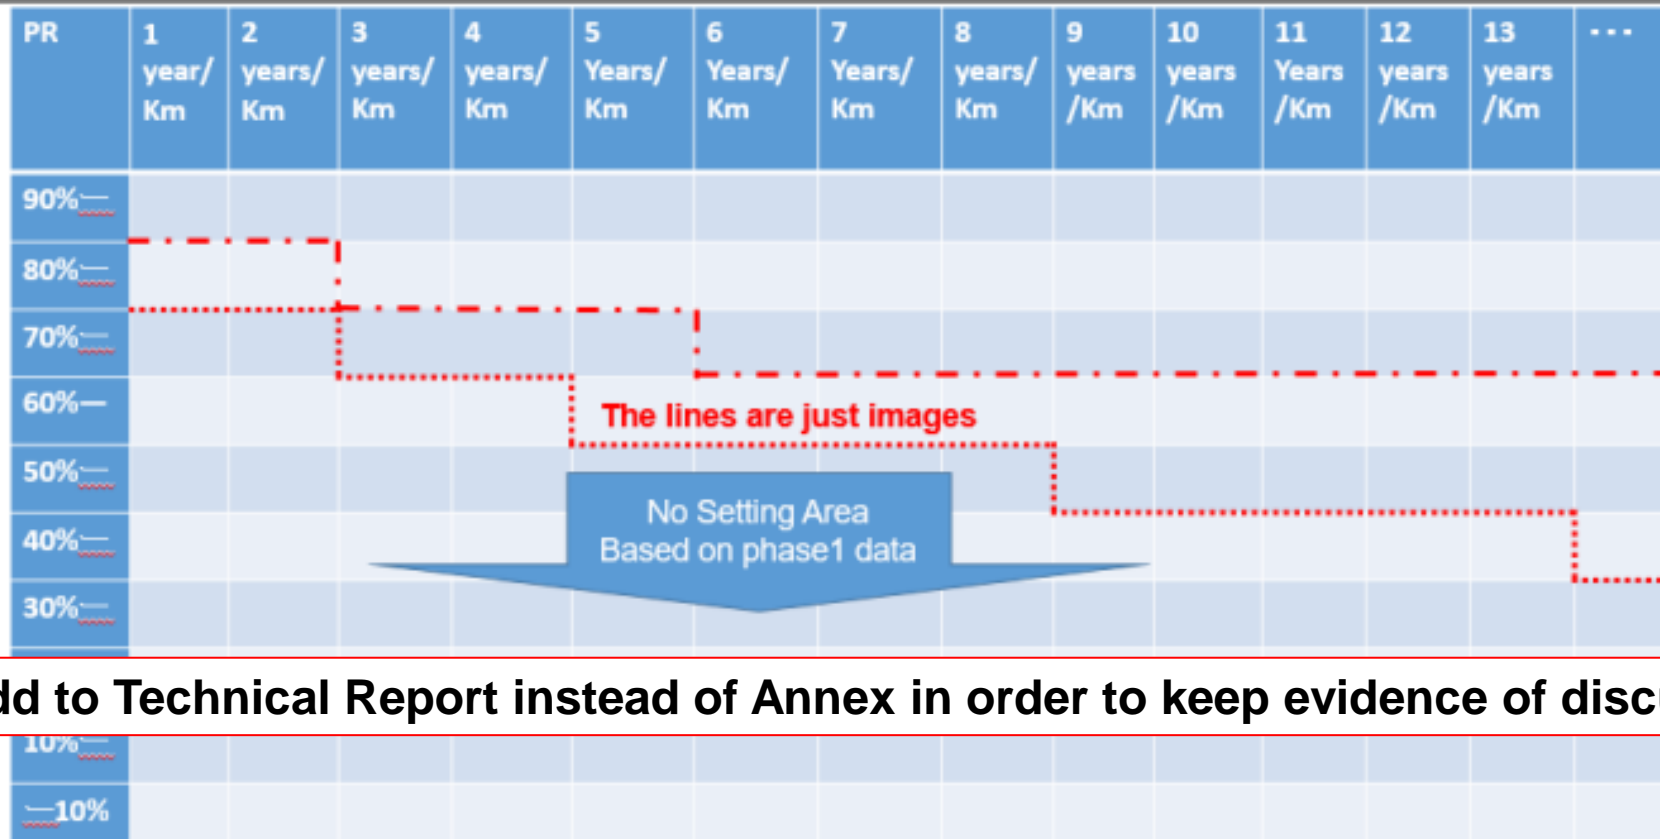 PR
1 year/ Km
2 years/ Km
3 years/ Km
4 years/ Km
5 Years/ Km
6 Years/ Km
7 Years/ Km
8 years/ Km
9 years /Km
10 years /Km
11 Years /Km
12 years /Km
13 years /Km
･･･
90%―
80%―
70%―
60%―
The lines are just images
50%―
No Setting Area
Based on phase1 data
40%―
30%―
to Technical Report instead of Annex in order to keep evidence of
10%―
―10%